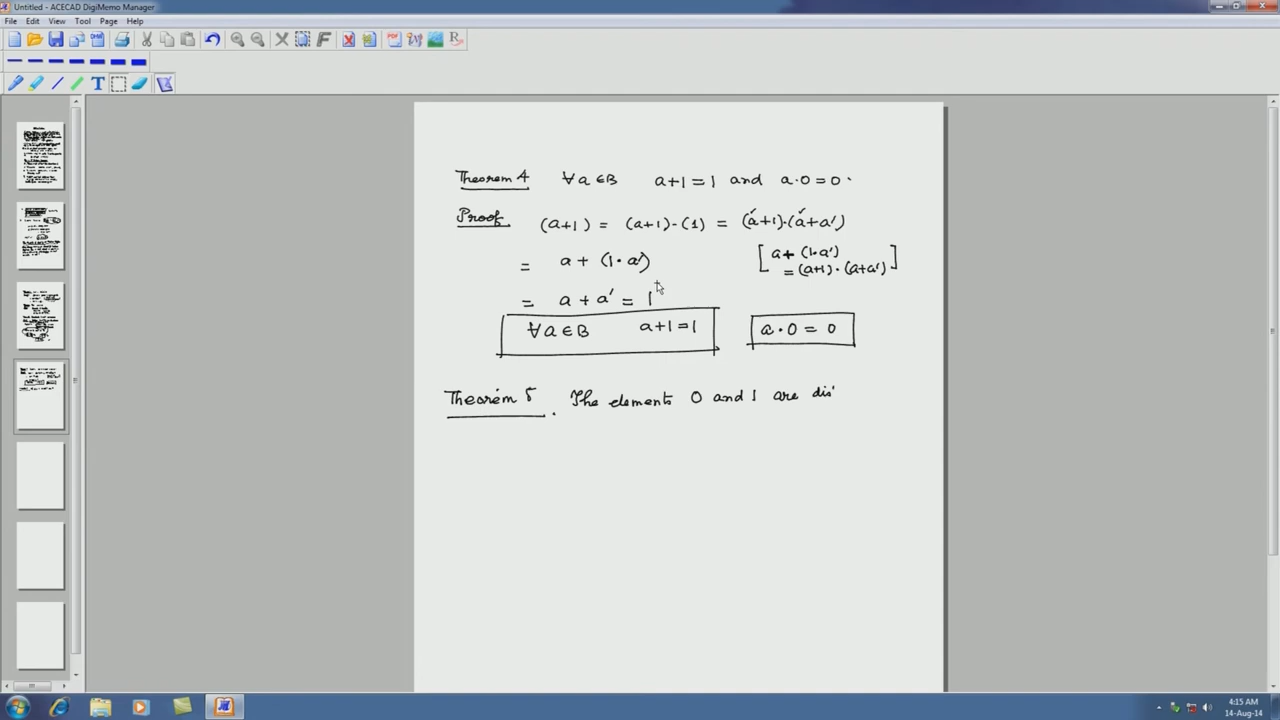 Untitled - ACECAD DigiMemo Manager
File Edit View Tool Page Help
Theorem 4 ∀a∈B a+1=1 and a·0=0.
Proof. (a+1) = (a+1)·(1) = (a+1)·(a+a')
= a + (1·a') [a+(1·a')
= (a+1)·(a+a')]
= a + a' = 1
∀a∈B a+1=1 a·0 = 0
Theorem 5. The elements 0 and 1 are dis
4:15 AM
14-Aug-14